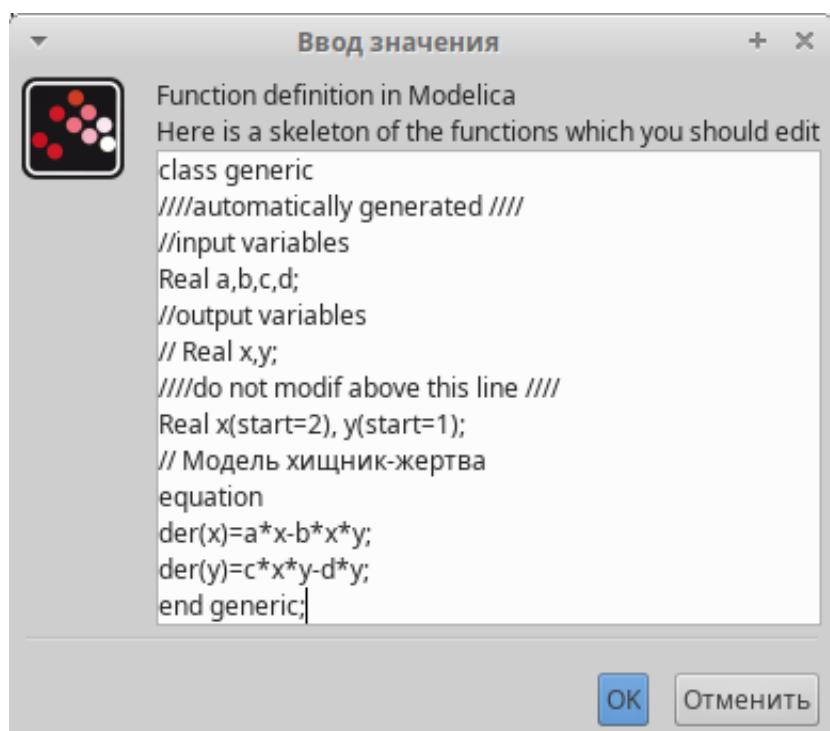 Ввод значения
Function definition in Modelica
Here is a skeleton of the functions which you should edit
class generic
////automatically generated ////
//input variables
Real a,b,c,d;
//output variables
// Real x,y;
////do not modif above this line ////
Real x(start=2), y(start=1);
// Модель хищник-жертва
equation
der(x)=a*x-b*x*y;
der(y)=c*x*y-d*y;
end generic;
OK
Отменить